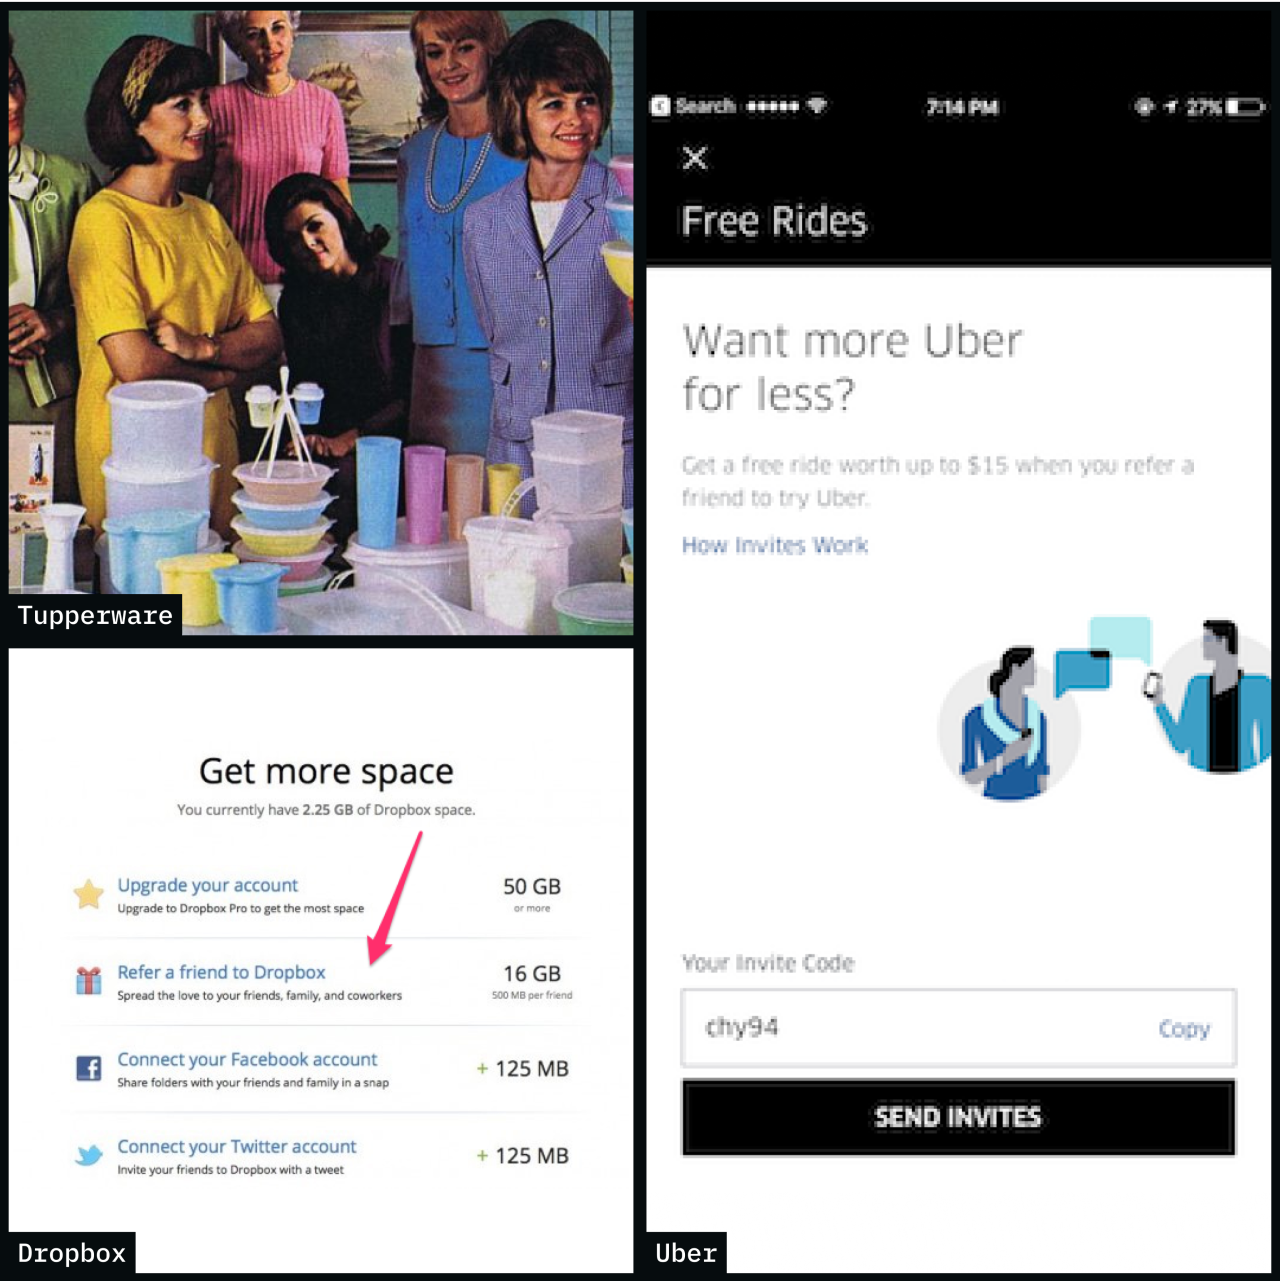 Tupperware
Get more space
You currently have 2.25 GB of Dropbox space.
Upgrade your account
Upgrade to Dropbox Pro to get the most space
50 GB
or more
Refer a friend to Dropbox
Spread the love to your friends, family, and coworkers
16 GB
500 MB per friend
Connect your Facebook account
Share folders with your friends and family in a snap
+ 125 MB
Connect your Twitter account
Invite your friends to Dropbox with a tweet
+ 125 MB
Dropbox
Search
7:14 PM
27%
Free Rides
Want more Uber
for less?
Get a free ride worth up to $15 when you refer a
friend to try Uber.
How Invites Work
Your Invite Code
chy94
Copy
SEND INVITES
Uber